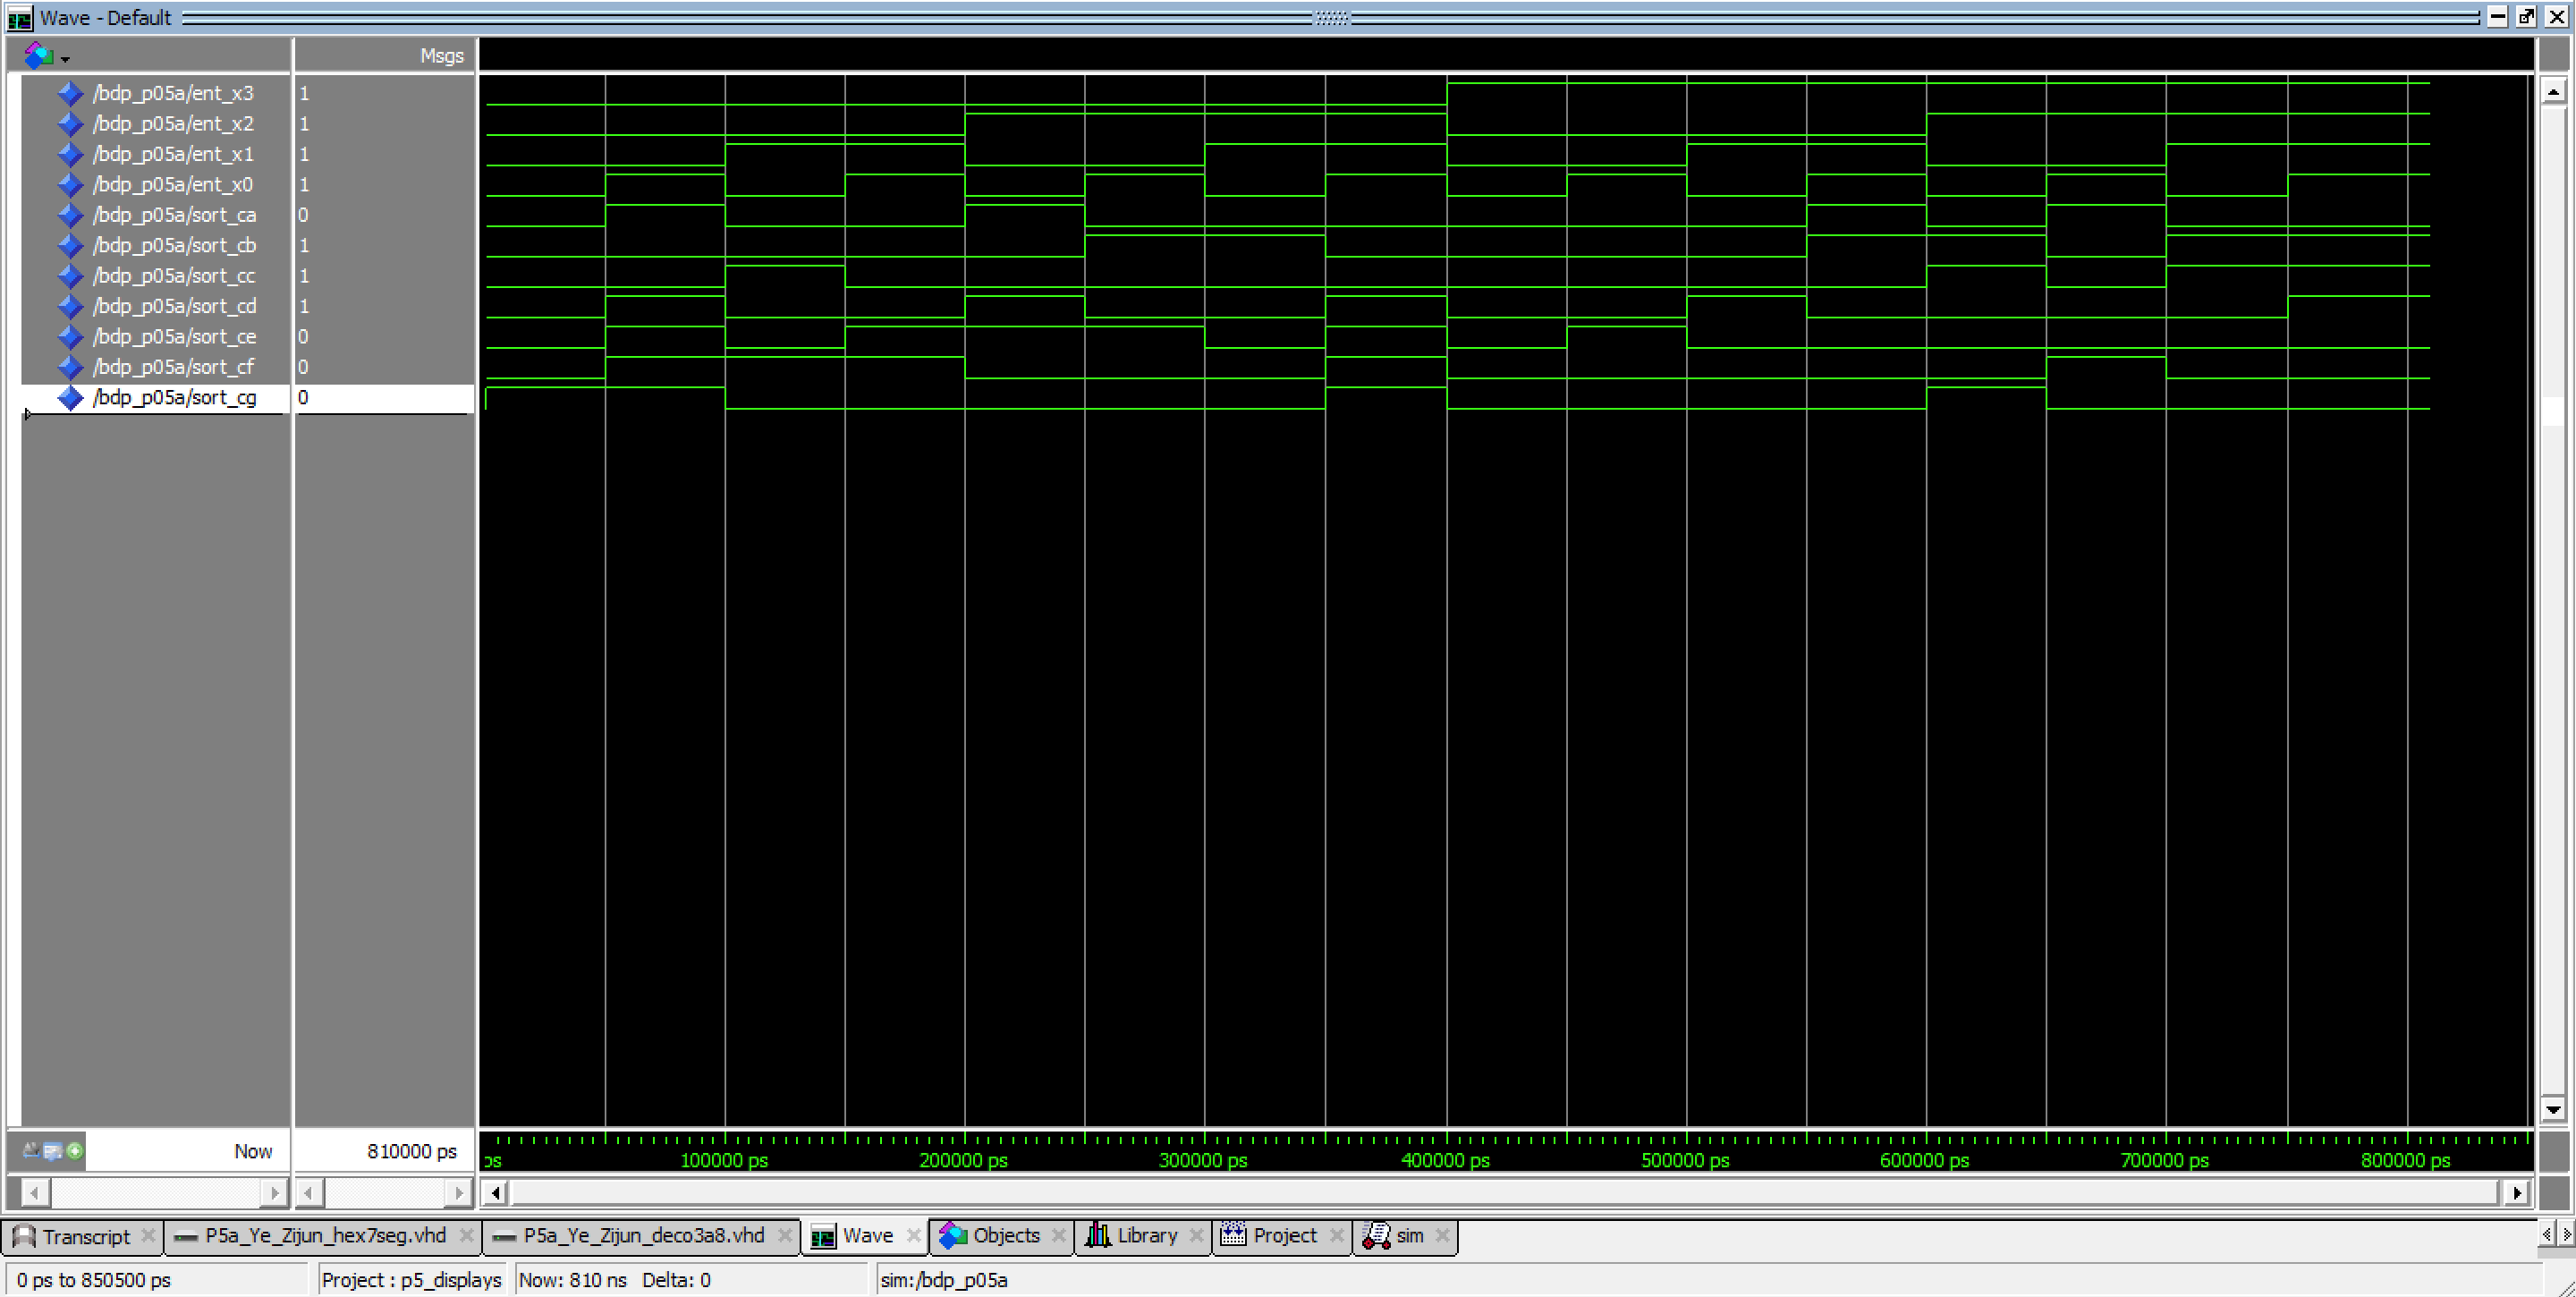 Wave - Default
Msgs
/bdp_p05a/ent_x3 1
/bdp_p05a/ent_x2 1
/bdp_p05a/ent_x1 1
/bdp_p05a/ent_x0 1
/bdp_p05a/sort_ca 0
/bdp_p05a/sort_cb 1
/bdp_p05a/sort_cc 1
/bdp_p05a/sort_cd 1
/bdp_p05a/sort_ce 0
/bdp_p05a/sort_cf 0
/bdp_p05a/sort_cg 0
Now 810000 ps
ps 100000 ps 200000 ps 300000 ps 400000 ps 500000 ps 600000 ps 700000 ps 800000 ps
Transcript P5a_Ye_Zijun_hex7seg.vhd P5a_Ye_Zijun_deco3a8.vhd Wave Objects Library Project sim
0 ps to 850500 ps Project : p5_displays Now: 810 ns Delta: 0 sim:/bdp_p05a